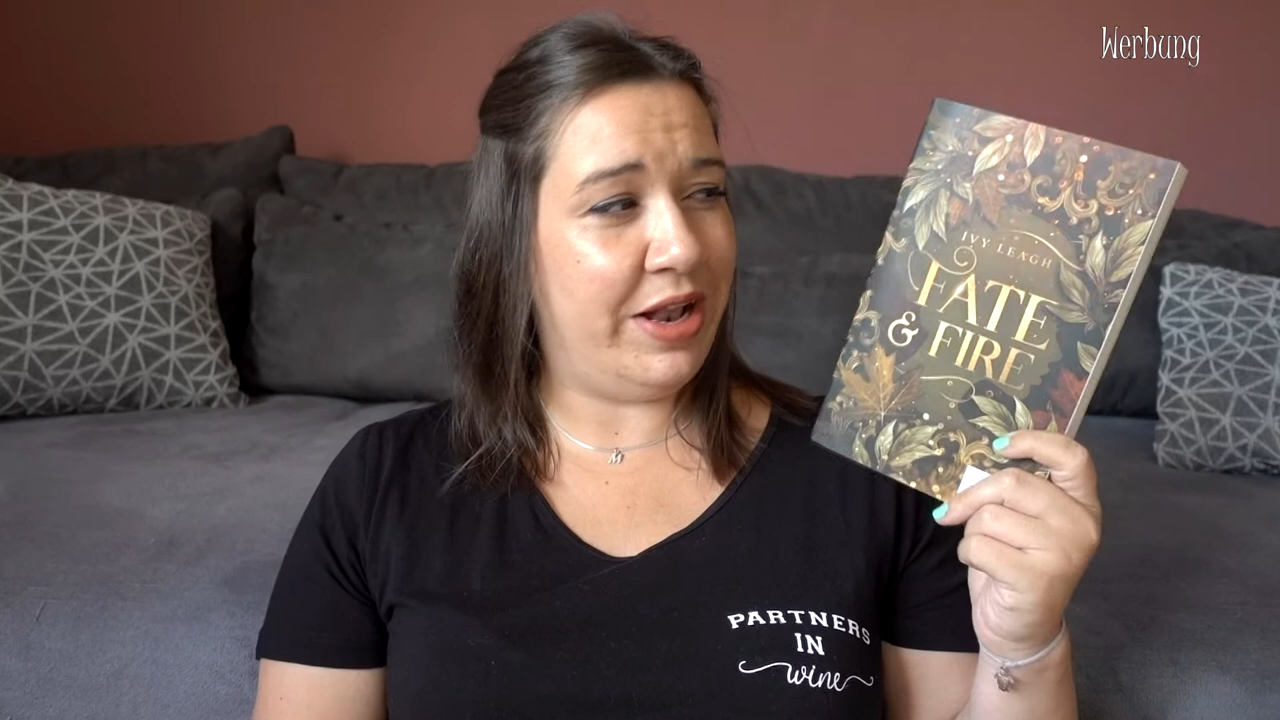 Werbung
IVY LEAGH
FATE
& FIRE
PARTNERS
IN
wine
M